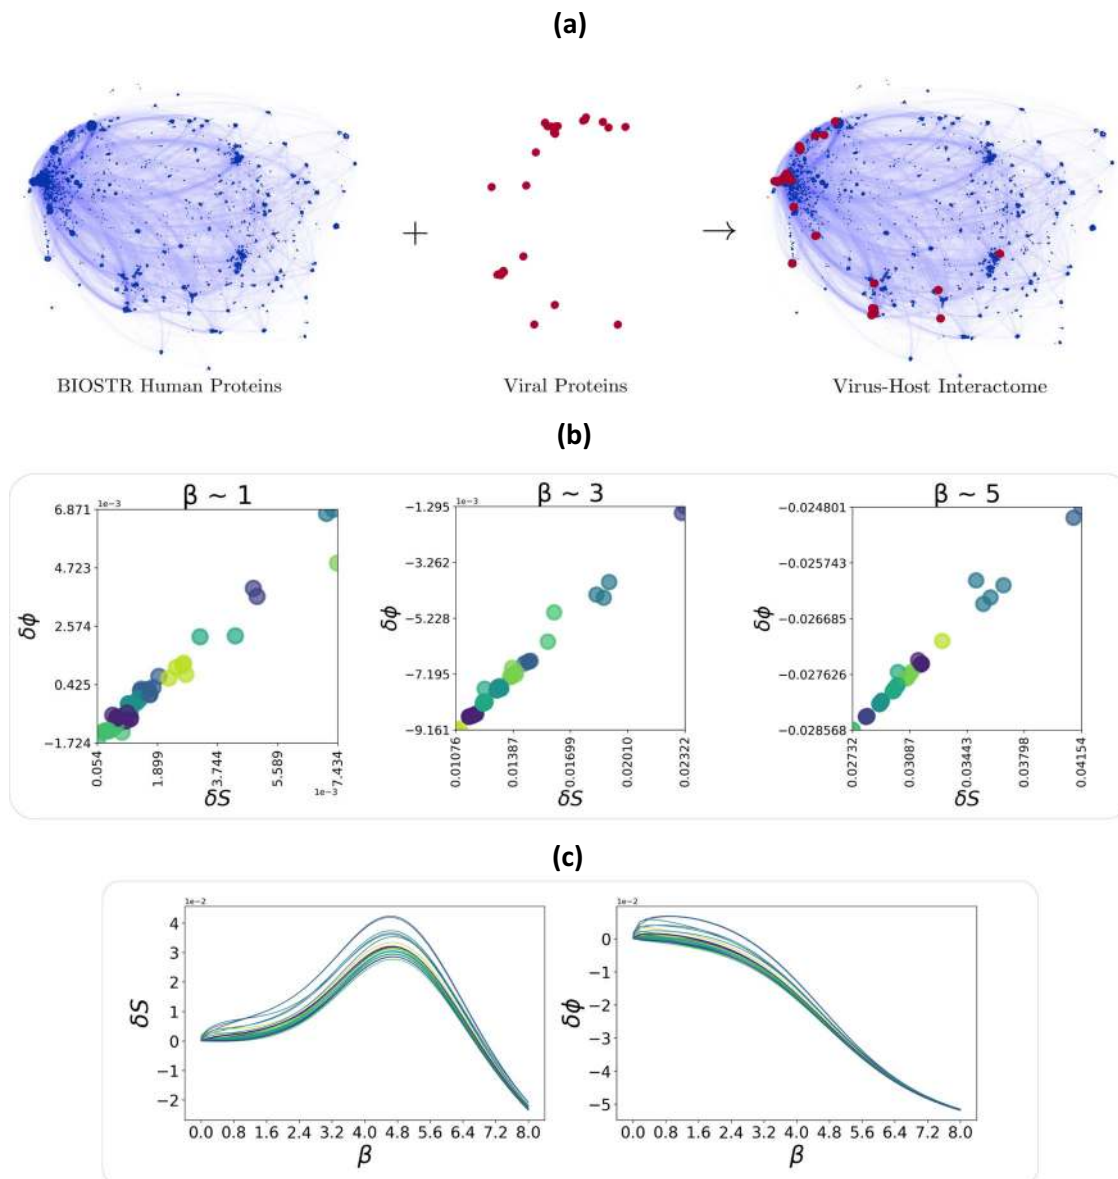 (a)
+
→
BIOSTR Human Proteins
Viral Proteins
Virus-Host Interactome
(b)
β ~ 1
1e−3
6.871
4.723
2.574
0.425
−1.724
δϕ
0.054
1.899
3.744
5.589
7.434
1e−3
δS
β ~ 3
1e−3
−1.295
−3.262
−5.228
−7.195
−9.161
δϕ
0.01076
0.01387
0.01699
0.02010
0.02322
δS
β ~ 5
−0.024801
−0.025743
−0.026685
−0.027626
−0.028568
δϕ
0.02732
0.03087
0.03443
0.03798
0.04154
δS
(c)
1e−2
4
3
2
1
0
−1
−2
δS
0.0 0.8 1.6 2.4 3.2 4.0 4.8 5.6 6.4 7.2 8.0
β
1e−2
0
−1
−2
−3
−4
−5
δϕ
0.0 0.8 1.6 2.4 3.2 4.0 4.8 5.6 6.4 7.2 8.0
β